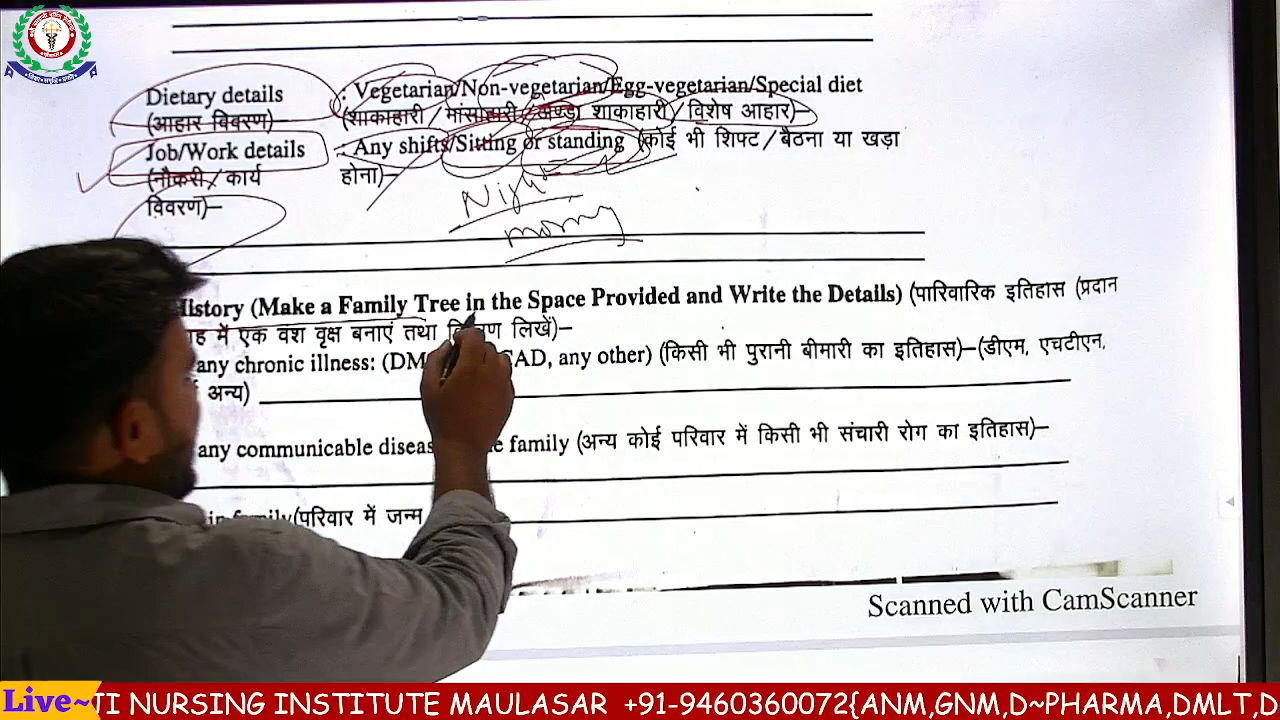 Dietary details : Vegetarian/Non-vegetarian/Egg-vegetarian/Special diet
(आहार विवरण)– (शाकाहारी / मांसाहारी / अण्डा शाकाहारी / विशेष आहार)–
Job/Work details :- Any shifts/Sitting or standing (कोई भी शिफ्ट / बैठना या खड़ा
(नौकरी / कार्य होना)–
विवरण)–
Night
morning
History (Make a Family Tree in the Space Provided and Write the Details) (पारिवारिक इतिहास (प्रदान
में एक वंश वृक्ष बनाएं तथा लिखें)–
any chronic illness: (DM AD, any other) (किसी भी पुरानी बीमारी का इतिहास)–(डीएम, एचटीएन,
अन्य)
any communicable family (अन्य कोई परिवार में किसी भी संचारी रोग का इतिहास)–
in family(परिवार में जन्म
Scanned with CamScanner
Live~ JI NURSING INSTITUTE MAULASAR +91-9460360072{ANM,GNM,D~PHARMA,DMLT,D